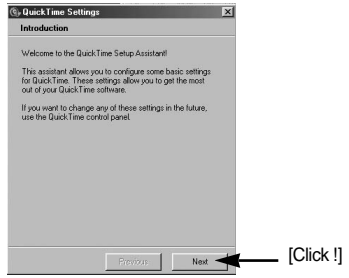 QuickTime Settings
Introduction
Welcome to the QuickTime Setup Assistant!
This assistant allows you to configure some basic settings
for QuickTime. These settings allow you to get the most
out of your QuickTime software.
If you want to change any of these settings in the future,
use the QuickTime control panel.
Previous
Next
[Click !]